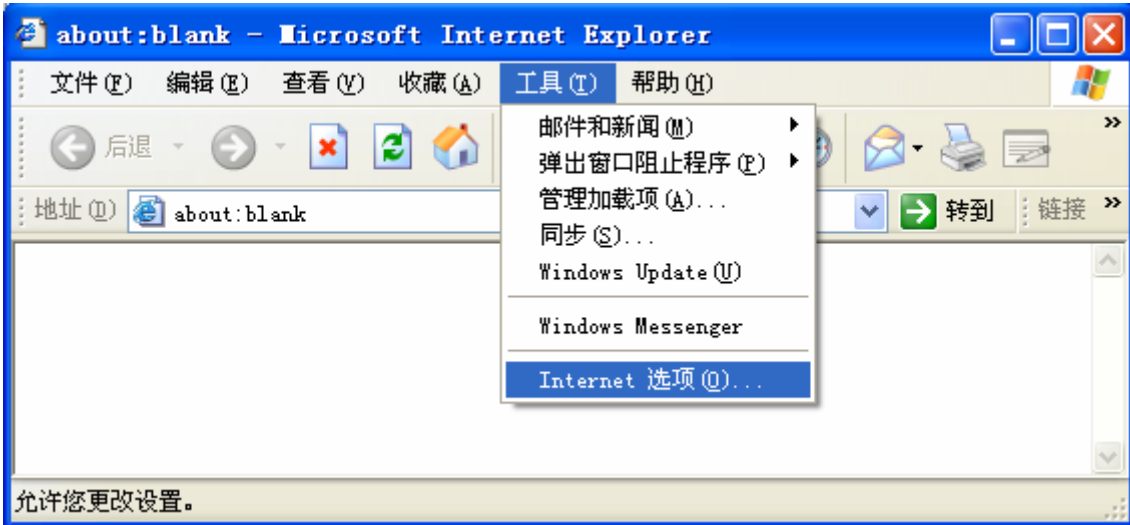 about:blank - Microsoft Internet Explorer
文件(F) 编辑(E) 查看(V) 收藏(A) 工具(T) 帮助(H)
后退
地址(D) about:blank 转到 链接 »
邮件和新闻(M)
弹出窗口阻止程序(P)
管理加载项(A)...
同步(S)...
Windows Update(U)
Windows Messenger
Internet 选项(O)...
允许您更改设置。